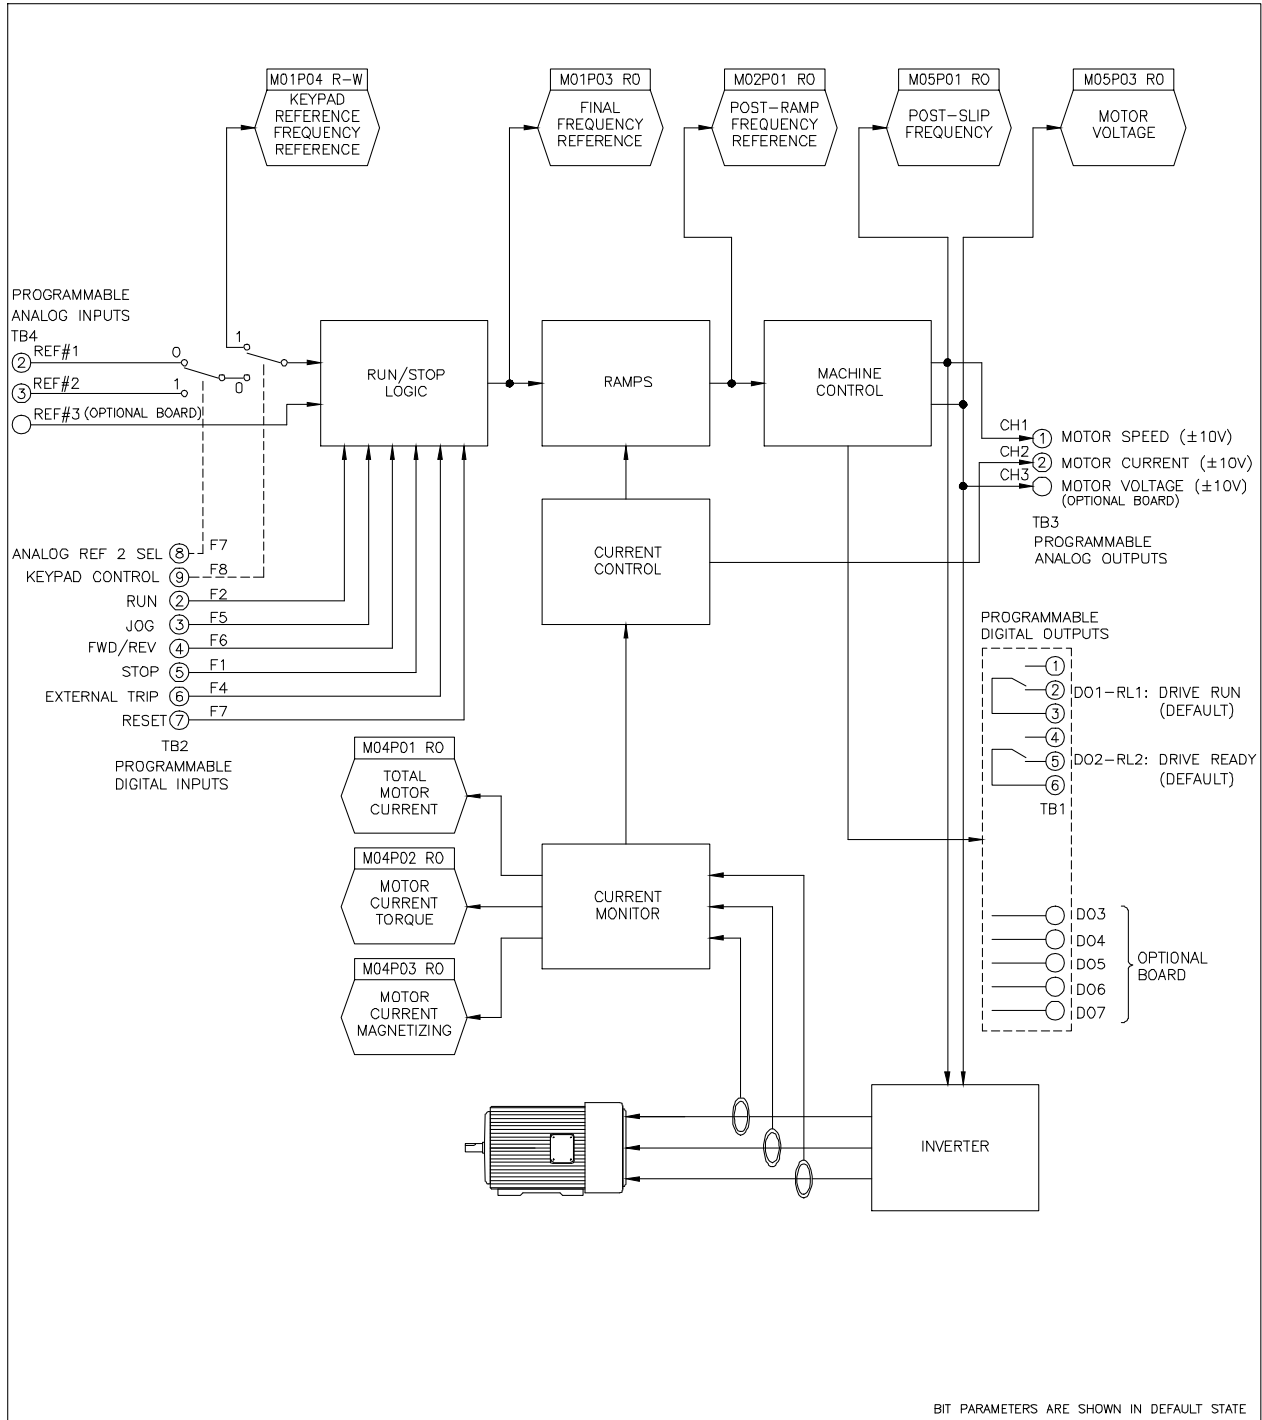 M01P04 R-W
KEYPAD
REFERENCE
FREQUENCY
REFERENCE
M01P03 RO
FINAL
FREQUENCY
REFERENCE
M02P01 RO
POST-RAMP
FREQUENCY
REFERENCE
M05P01 RO
POST-SLIP
FREQUENCY
M05P03 RO
MOTOR
VOLTAGE
PROGRAMMABLE
ANALOG INPUTS
TB4
2 REF#1
3 REF#2
REF#3 (OPTIONAL BOARD)
0
1
1
0
RUN/STOP
LOGIC
RAMPS
MACHINE
CONTROL
CH1
1 MOTOR SPEED (±10V)
CH2
2 MOTOR CURRENT (±10V)
CH3
MOTOR VOLTAGE (±10V)
(OPTIONAL BOARD)
TB3
PROGRAMMABLE
ANALOG OUTPUTS
CURRENT
CONTROL
ANALOG REF 2 SEL 8 F7
KEYPAD CONTROL 9 F8
RUN 2 F2
JOG 3 F5
FWD/REV 4 F6
STOP 5 F1
EXTERNAL TRIP 6 F4
RESET 7 F7
TB2
PROGRAMMABLE
DIGITAL INPUTS
PROGRAMMABLE
DIGITAL OUTPUTS
1
2 DO1-RL1: DRIVE RUN
(DEFAULT)
3
4
5 DO2-RL2: DRIVE READY
(DEFAULT)
6
TB1
DO3
DO4
DO5
DO6
DO7
OPTIONAL
BOARD
M04P01 RO
TOTAL
MOTOR
CURRENT
M04P02 RO
MOTOR
CURRENT
TORQUE
M04P03 RO
MOTOR
CURRENT
MAGNETIZING
CURRENT
MONITOR
INVERTER
BIT PARAMETERS ARE SHOWN IN DEFAULT STATE